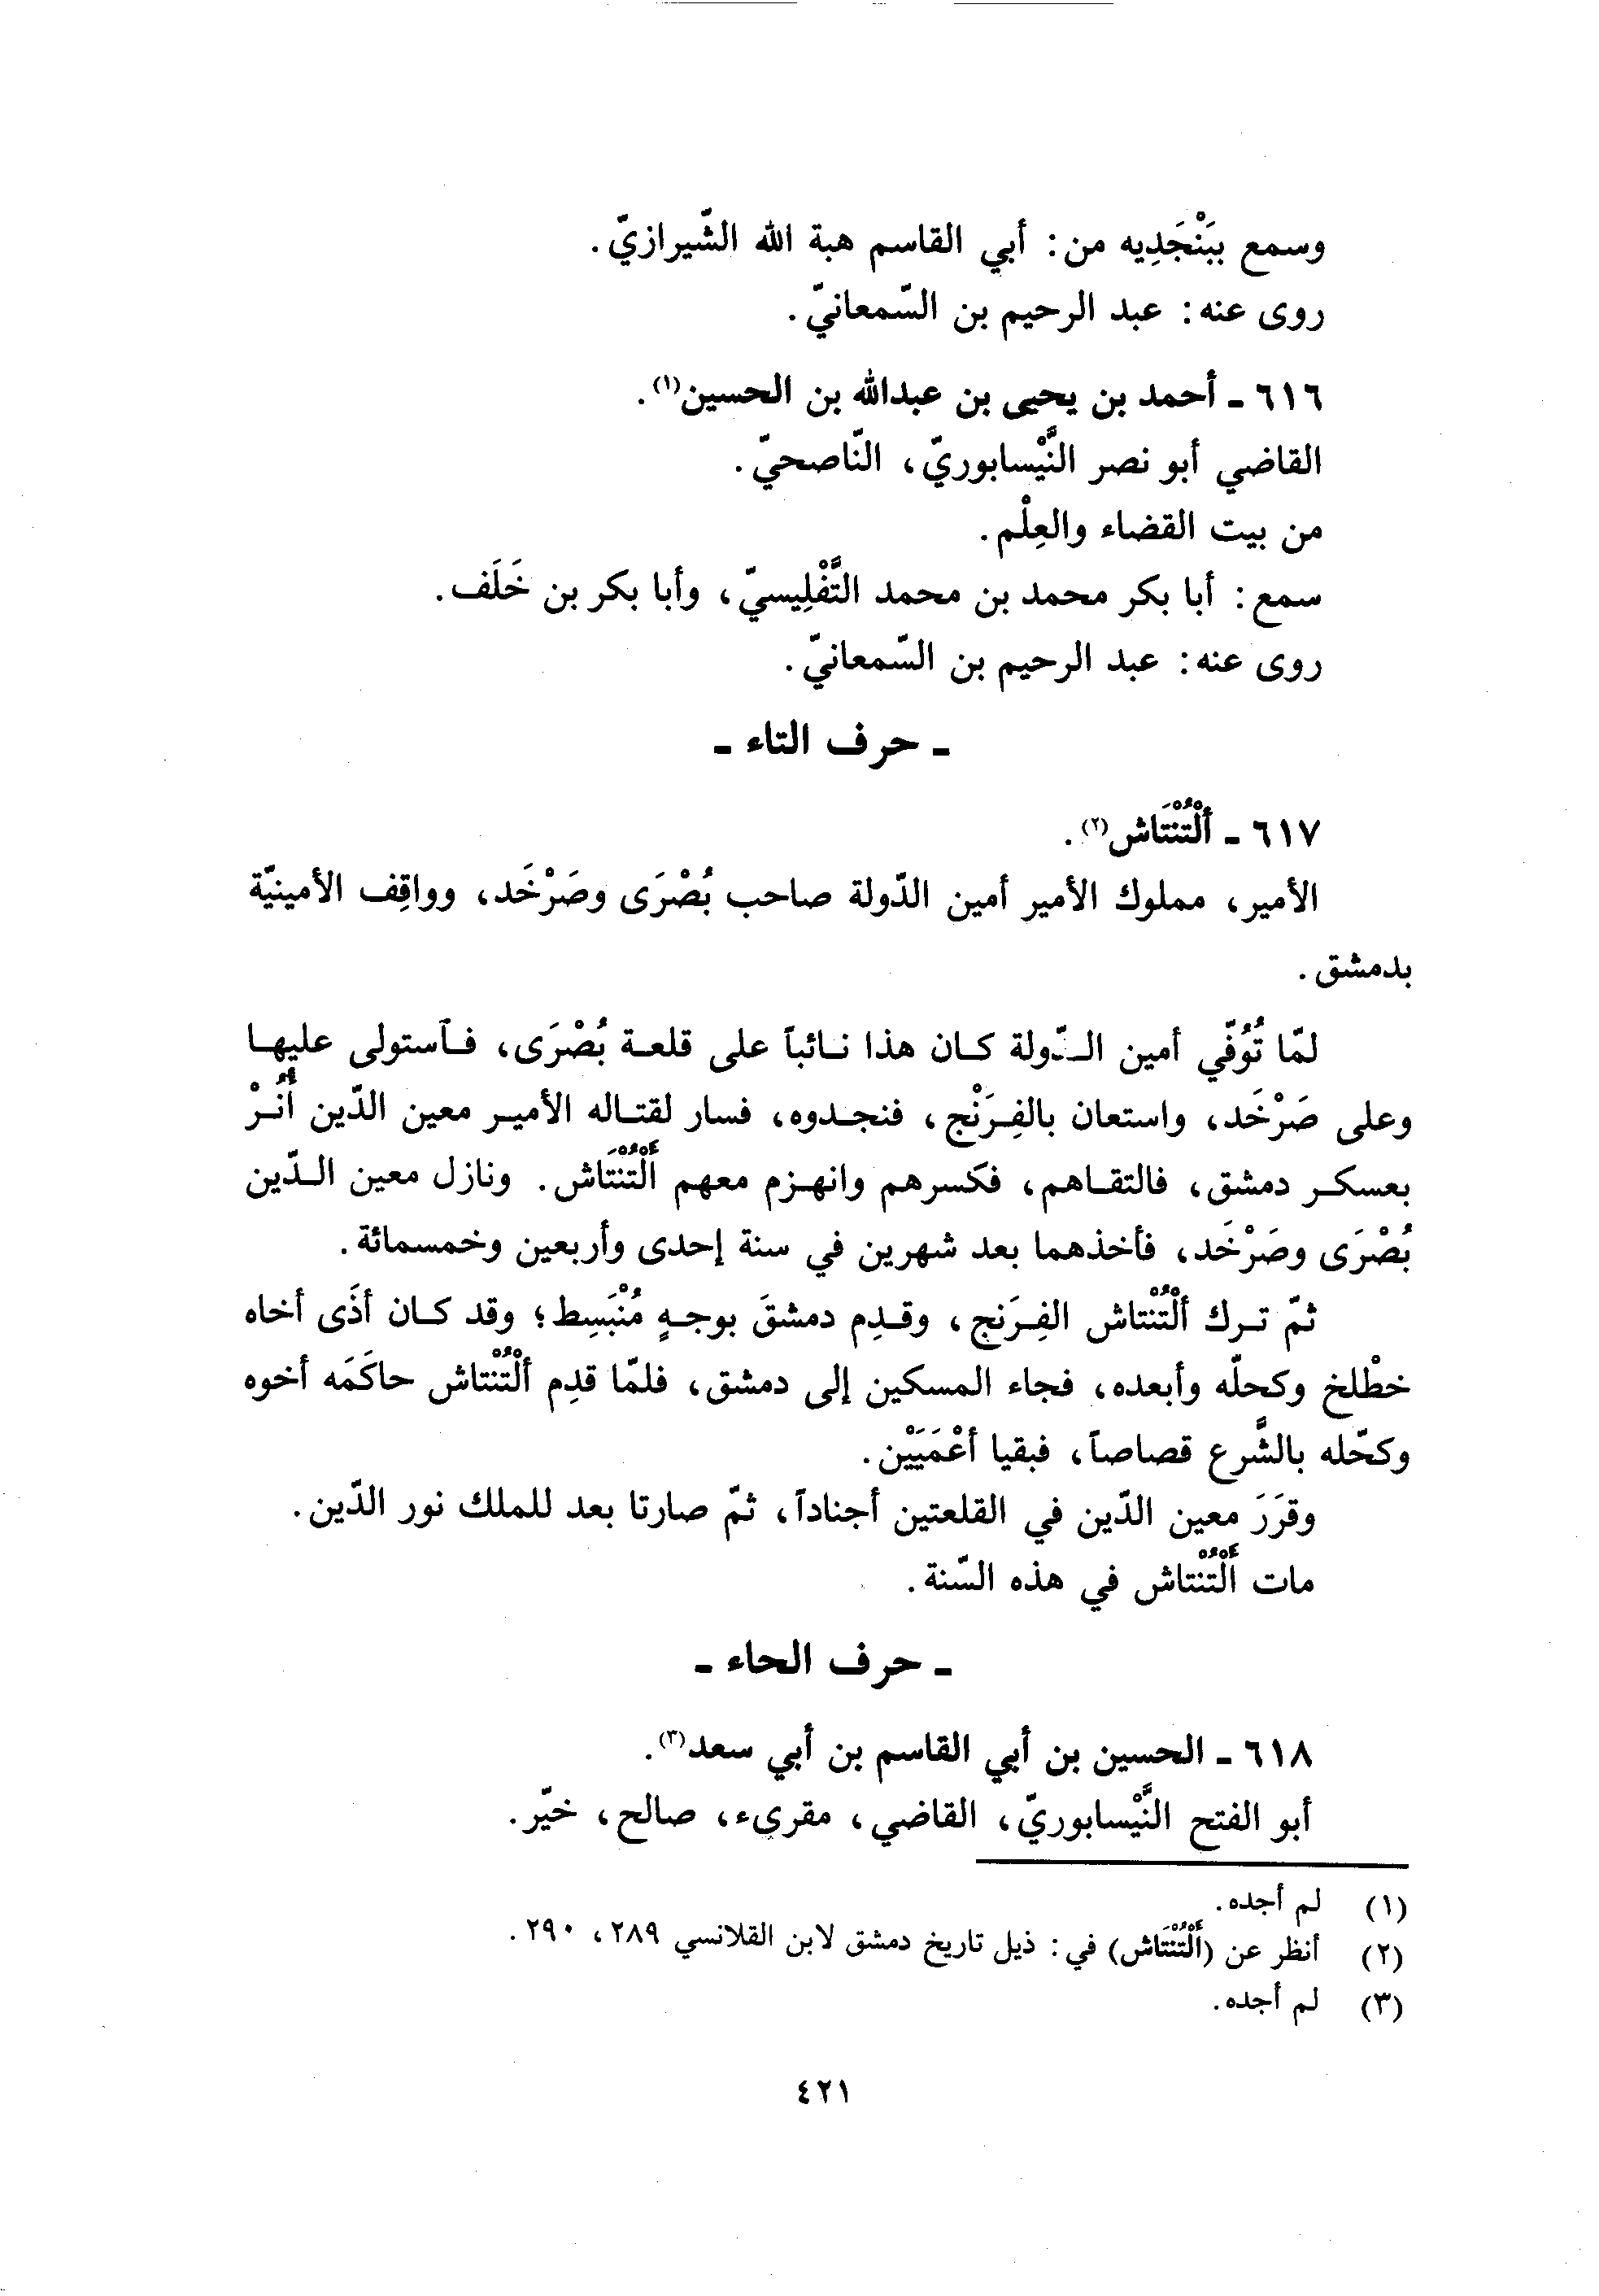 وسمع ببَنْجَدِيه من: أبي القاسم هبة الله الشّيرازيّ.
روى عنه: عبد الرحيم بن السّمعانيّ.
٦١٦ - أحمد بن يحيى بن عبدالله بن الحسين(١).
القاضي أبو نصر النَّيْسابوريّ، النّاصحيّ.
من بيت القضاء والعِلْم.
سمع: أبا بكر محمد بن محمد التَّفْلِيسيّ، وأبا بكر بن خَلَف.
روى عنه: عبد الرحيم بن السّمعانيّ.
- حرف التاء -
٦١٧ - أَلْتُنْتَاش(٢).
الأمير، مملوك الأمير أمين الدّولة صاحب بُصْرَى وصَرْخَد، وواقِف الأمينيّة
بدمشق.
لمّا تُوُفّي أمين الدّولة كان هذا نائباً على قلعة بُصْرَى، فٱستولى عليها
وعلى صَرْخَد، واستعان بالفِرَنْج، فنجدوه، فسار لقتاله الأمير معين الدّين أُنُرْ
بعسكر دمشق، فالتقاهم، فكسرهم وانهزم معهم أَلْتُنْتَاش. ونازل معين الدّين
بُصْرَى وصَرْخَد، فأخذهما بعد شهرين في سنة إحدى وأربعين وخمسمائة.
ثمّ ترك ألْتُنْتاش الفِرَنج، وقدِم دمشقَ بوجهٍ مُنْبَسِط؛ وقد كان أذَى أخاه
خطْلخ وكحلّه وأبعده، فجاء المسكين إلى دمشق، فلمّا قدِم ألْتُنْتاش حاكَمَه أخوه
وكحّله بالشَّرع قصاصاً، فبقيا أعْمَيَيْن.
وقرَرَ معين الدّين في القلعتين أجناداً، ثمّ صارتا بعد للملك نور الدّين.
مات أَلْتُنْتاش في هذه السّنة.
- حرف الحاء -
٦١٨ - الحسين بن أبي القاسم بن أبي سعد(٣).
أبو الفتح النَّيْسابوريّ، القاضي، مقرىء، صالح، خيّر.
(١) لم أجده.
(٢) أنظر عن (أَلْتُنْتَاش) في: ذيل تاريخ دمشق لابن القلانسي ٢٨٩، ٢٩٠.
(٣) لم أجده.
٤٢١